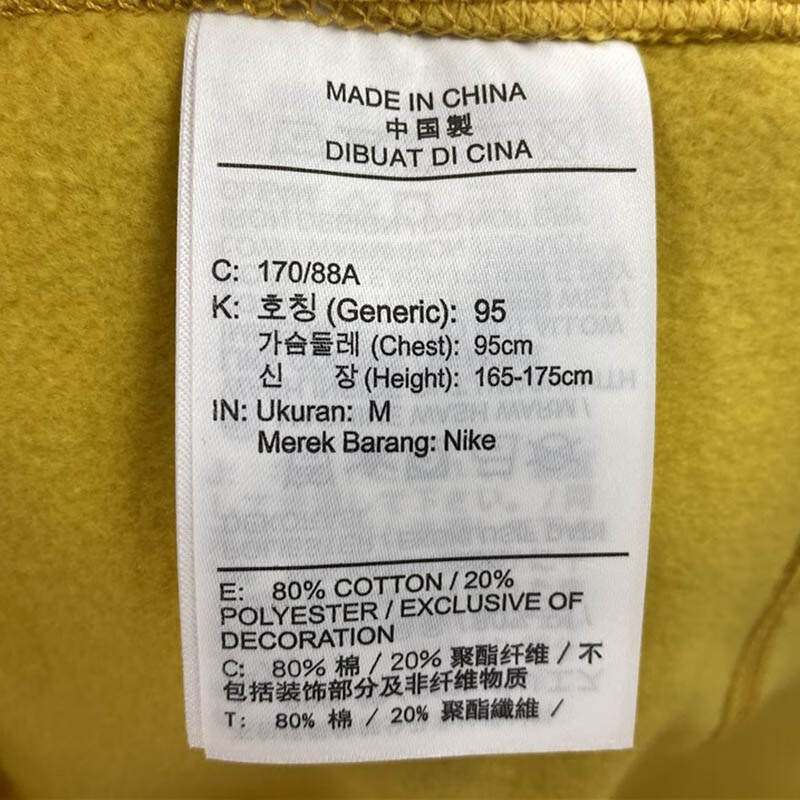 MADE IN CHINA
中国製
DIBUAT DI CINA
C: 170/88A
K: 호칭 (Generic): 95
가슴둘레 (Chest): 95cm
신 장 (Height): 165-175cm
IN: Ukuran: M
Merek Barang: Nike
E: 80% COTTON / 20%
POLYESTER / EXCLUSIVE OF
DECORATION
C: 80% 棉 / 20% 聚酯纤维 / 不
包括装饰部分及非纤维物质
T: 80% 棉 / 20% 聚酯纖維 /